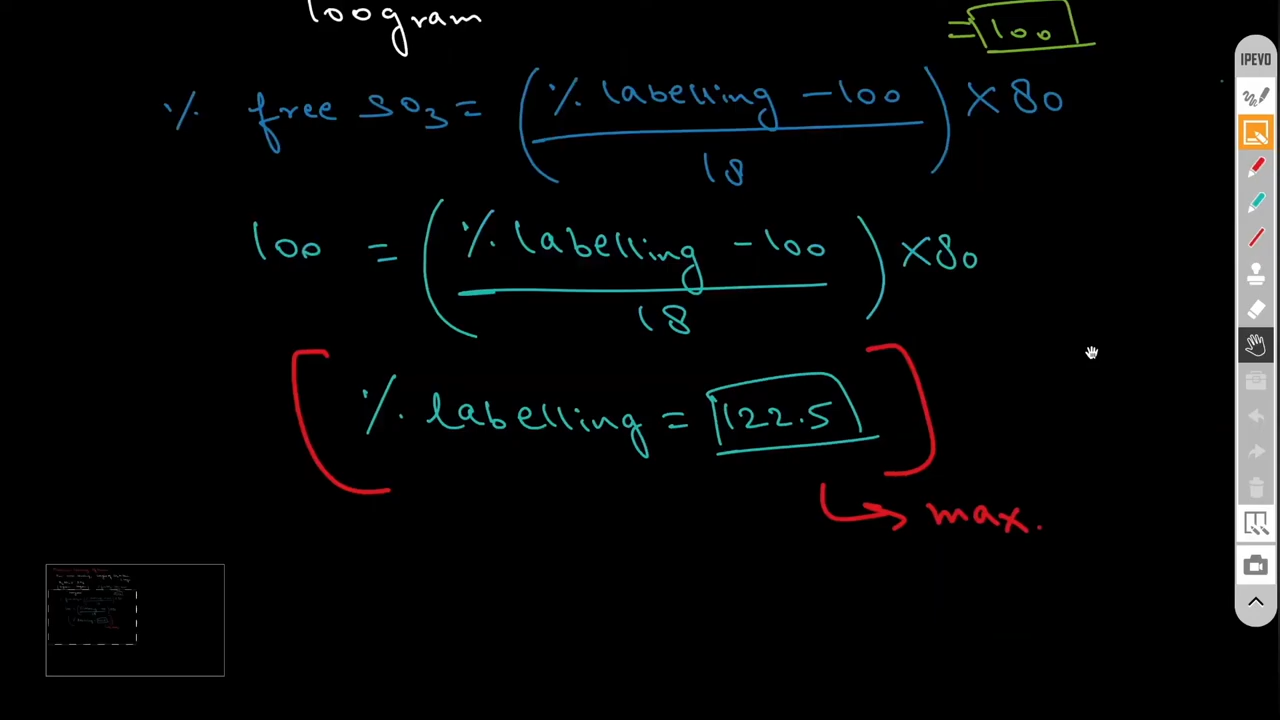 100gram
= 100
% free SO3 = (% labelling - 100 / 18) × 80
100 = (% labelling - 100 / 18) × 80
[% labelling = 122.5]
↳ max.
IPEVO